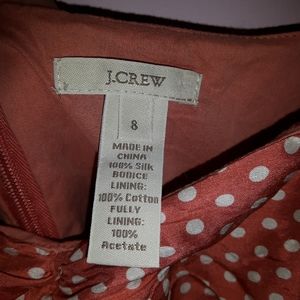 J.CREW
8
MADE IN
CHINA
100% Silk
BODICE
LINING:
100% Cotton
FULLY
LINING:
100%
Acetate